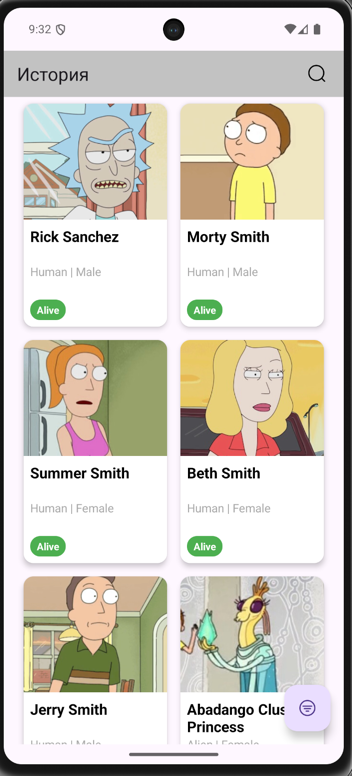 9:32
История
Rick Sanchez
Human | Male
Alive
Morty Smith
Human | Male
Alive
Summer Smith
Human | Female
Alive
Beth Smith
Human | Female
Alive
Jerry Smith
Human | Male
Abadango Clus
Princess
Alien | Female